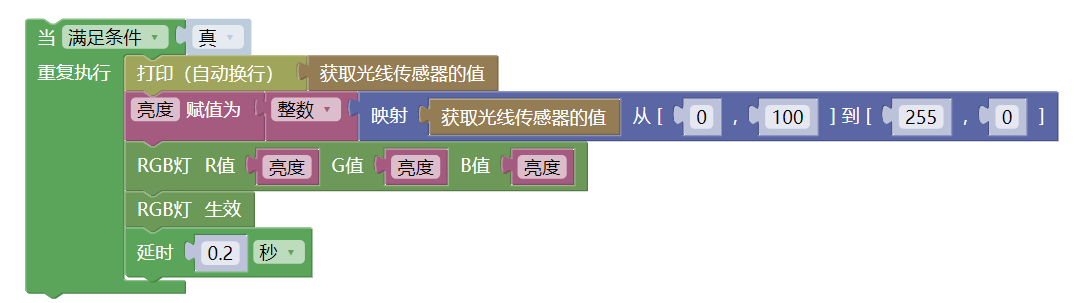 当 满足条件 真
重复执行 打印（自动换行） 获取光线传感器的值
亮度 赋值为 整数 映射 获取光线传感器的值 从 [ 0 , 100 ] 到 [ 255 , 0 ]
RGB灯 R值 亮度 G值 亮度 B值 亮度
RGB灯 生效
延时 0.2 秒